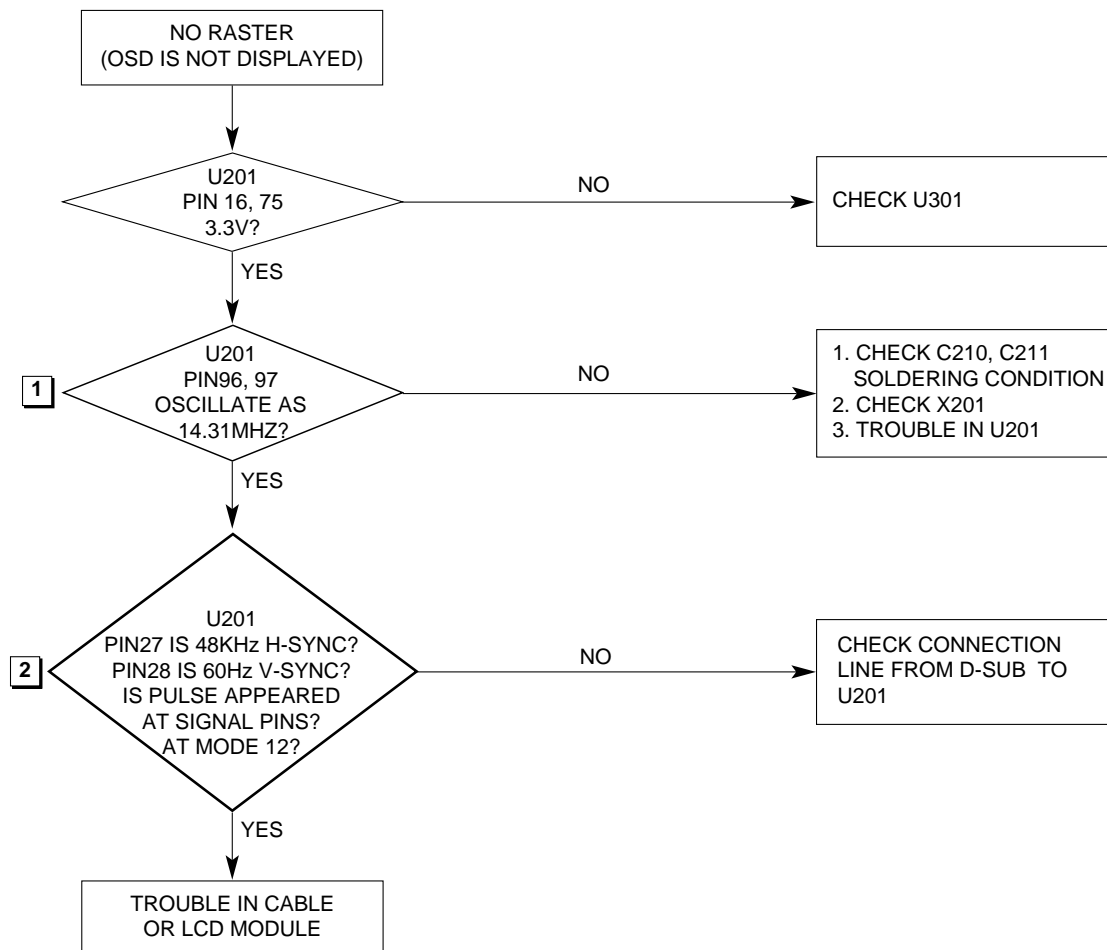 NO RASTER
(OSD IS NOT DISPLAYED)
U201
PIN 16, 75
3.3V?
NO
CHECK U301
YES
1
U201
PIN96, 97
OSCILLATE AS
14.31MHZ?
NO
1. CHECK C210, C211
SOLDERING CONDITION
2. CHECK X201
3. TROUBLE IN U201
YES
2
U201
PIN27 IS 48KHz H-SYNC?
PIN28 IS 60Hz V-SYNC?
IS PULSE APPEARED
AT SIGNAL PINS?
AT MODE 12?
NO
CHECK CONNECTION
LINE FROM D-SUB TO
U201
YES
TROUBLE IN CABLE
OR LCD MODULE